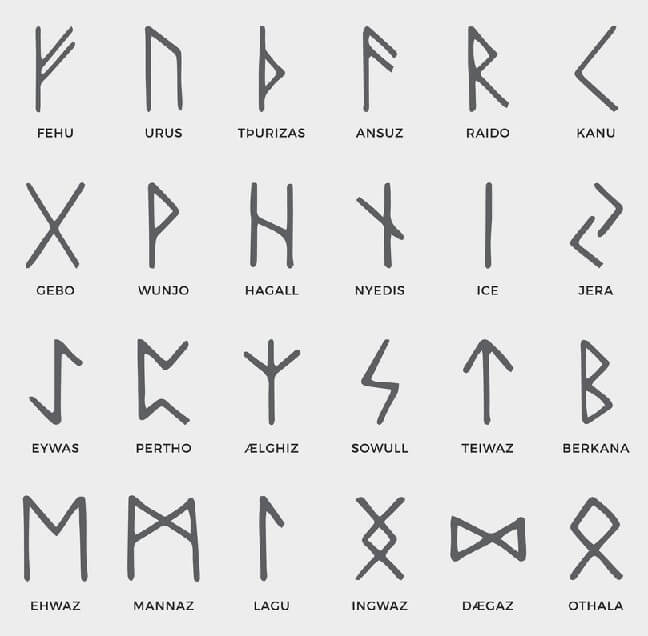 ᚠ ᚢ ᚦ ᚨ ᚱ ᚲ
FEHU URUS TÞURIZAS ANSUZ RAIDO KANU
ᚷ ᚹ ᚺ ᚾ ᛁ ᛃ
GEBO WUNJO HAGALL NYEDIS ICE JERA
ᛇ ᛈ ᛉ ᛊ ᛏ ᛒ
EYWAS PERTHO ÆLGHIZ SOWULL TEIWAZ BERKANA
ᛖ ᛗ ᛚ ᛝ ᛞ ᛟ
EHWAZ MANNAZ LAGU INGWAZ DÆGAZ OTHALA